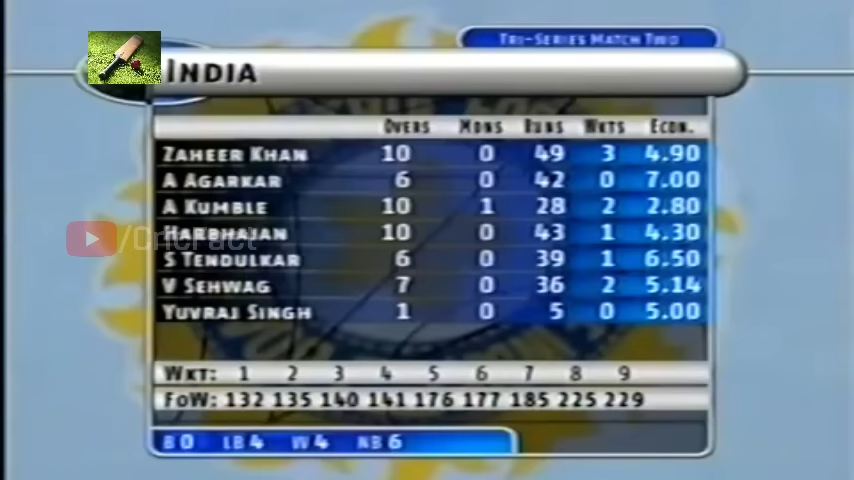 TRI-SERIES MATCH TWO
INDIA
OVERS MDNS RUNS WKTS ECON.
ZAHEER KHAN 10 0 49 3 4.90
A AGARKAR 6 0 42 0 7.00
A KUMBLE 10 1 28 2 2.80
HARBHAJAN 10 0 43 1 4.30
/CricFact
S TENDULKAR 6 0 39 1 6.50
V SEHWAG 7 0 36 2 5.14
YUVRAJ SINGH 1 0 5 0 5.00
WKT: 1 2 3 4 5 6 7 8 9
FOW: 132 135 140 141 176 177 185 225 229
B 0 LB 4 W 4 NB 6